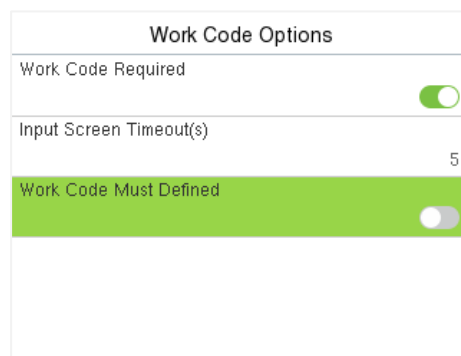 Work Code Options
Work Code Required
Input Screen Timeout(s)
5
Work Code Must Defined